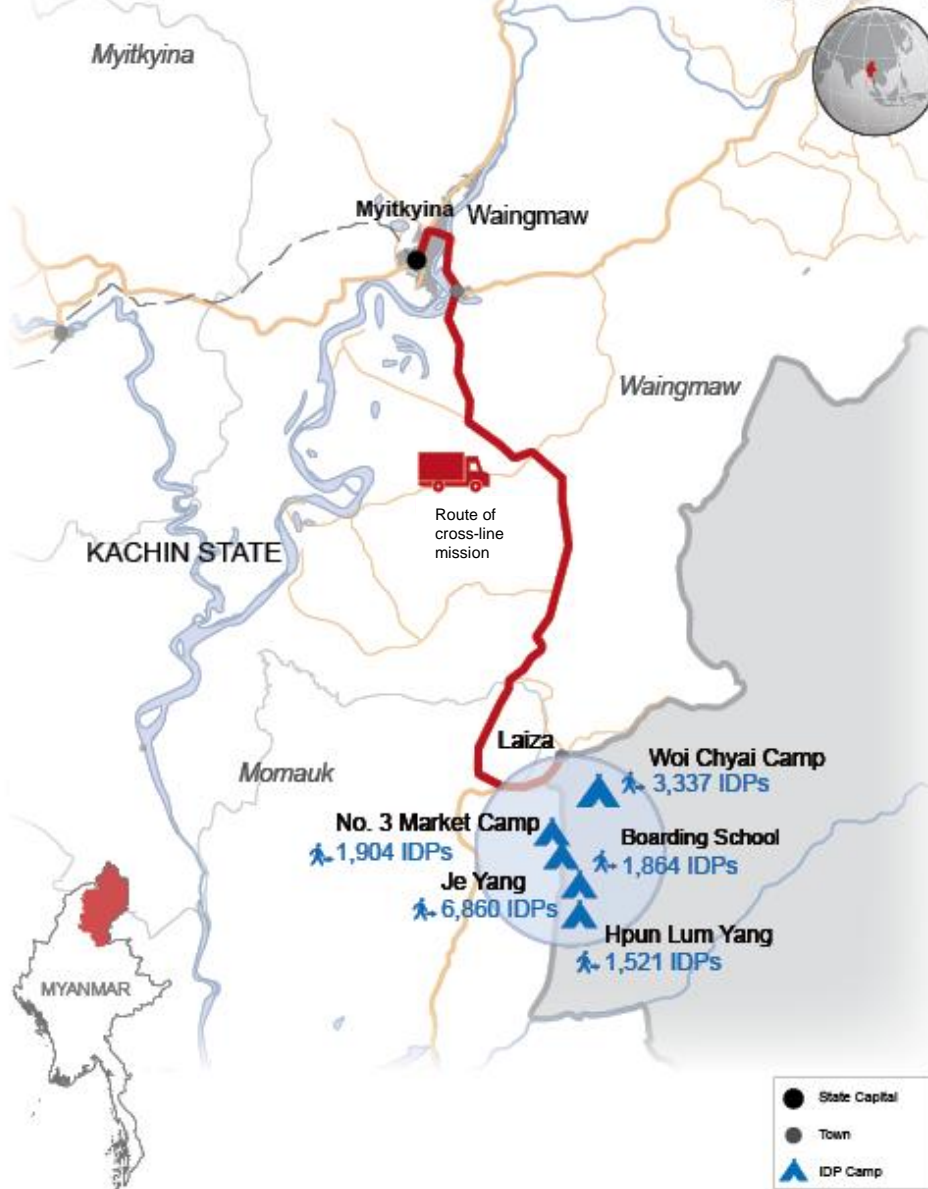 Myitkyina
Myitkyina
Waingmaw
Waingmaw
Route of
cross-line
mission
KACHIN STATE
Laiza
Woi Chyai Camp
3,337 IDPs
Momauk
No. 3 Market Camp
1,904 IDPs
Boarding School
1,864 IDPs
Je Yang
6,860 IDPs
Hpun Lum Yang
1,521 IDPs
MYANMAR
State Capital
Town
IDP Camp